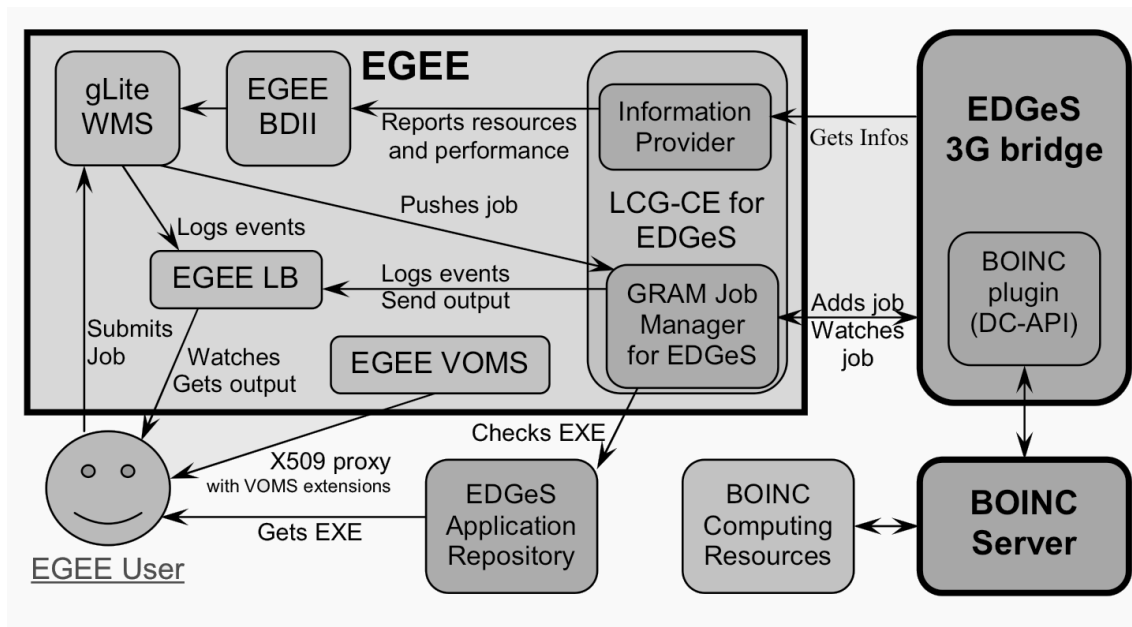 EGEE
gLite
WMS
EGEE
BDII
Reports resources
and performance
Information
Provider
Gets Infos
EDGeS
3G bridge
LCG-CE for
EDGeS
Pushes job
Logs events
EGEE LB
Logs events
Send output
GRAM Job
Manager
for EDGeS
Adds job
Watches
job
BOINC
plugin
(DC-API)
Submits
Job
Watches
Gets output
EGEE VOMS
Checks EXE
X509 proxy
with VOMS extensions
Gets EXE
EGEE User
EDGeS
Application
Repository
BOINC
Computing
Resources
BOINC
Server